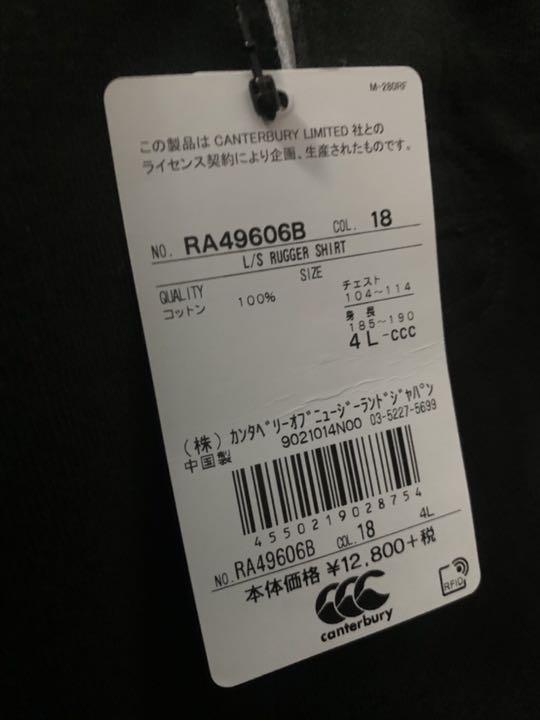 M-280RF
この製品は CANTERBURY LIMITED 社との
ライセンス契約により企画、生産されたものです。
NO. RA49606B COL. 18
L/S RUGGER SHIRT
QUALITY SIZE
コットン 100%
チェスト
104~114
身 長
185~190
4L-CCC
(株) カンタベリーオブニュージーランドジャパン
中国製 9021014N00 03-5227-5699
4550219028754
NO. RA49606B COL. 18 4L
本体価格 ¥12,800+税
RFID
CCC
canterbury